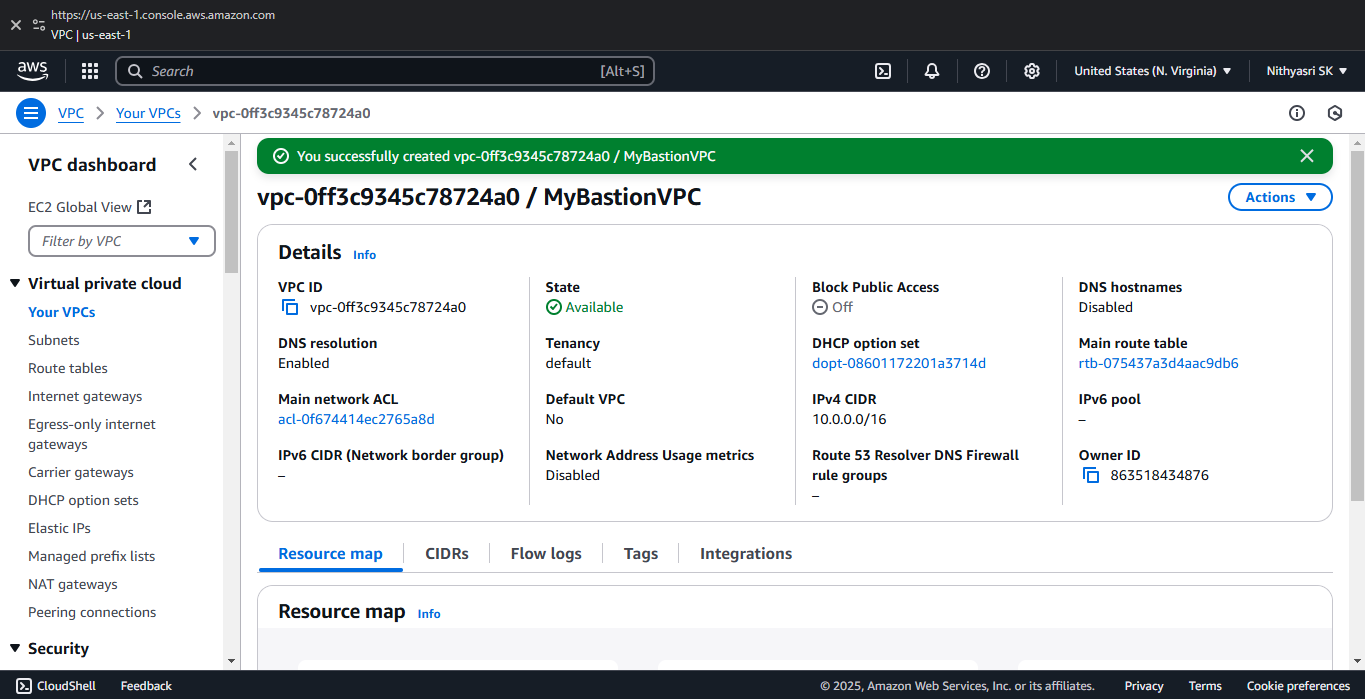 https://us-east-1.console.aws.amazon.com
VPC | us-east-1
aws
Search [Alt+S]
United States (N. Virginia)
Nithyasri SK
VPC
Your VPCs
vpc-0ff3c9345c78724a0
VPC dashboard
EC2 Global View
Filter by VPC
Virtual private cloud
Your VPCs
Subnets
Route tables
Internet gateways
Egress-only internet
gateways
Carrier gateways
DHCP option sets
Elastic IPs
Managed prefix lists
NAT gateways
Peering connections
Security
You successfully created vpc-0ff3c9345c78724a0 / MyBastionVPC
vpc-0ff3c9345c78724a0 / MyBastionVPC
Actions
Details Info
VPC ID
vpc-0ff3c9345c78724a0
State
Available
Block Public Access
Off
DNS hostnames
Disabled
DNS resolution
Enabled
Tenancy
default
DHCP option set
dopt-08601172201a3714d
Main route table
rtb-075437a3d4aac9db6
Main network ACL
acl-0f674414ec2765a8d
Default VPC
No
IPv4 CIDR
10.0.0.0/16
IPv6 pool
–
IPv6 CIDR (Network border group)
–
Network Address Usage metrics
Disabled
Route 53 Resolver DNS Firewall
rule groups
–
Owner ID
863518434876
Resource map
CIDRs
Flow logs
Tags
Integrations
Resource map Info
CloudShell
Feedback
© 2025, Amazon Web Services, Inc. or its affiliates.
Privacy
Terms
Cookie preferences